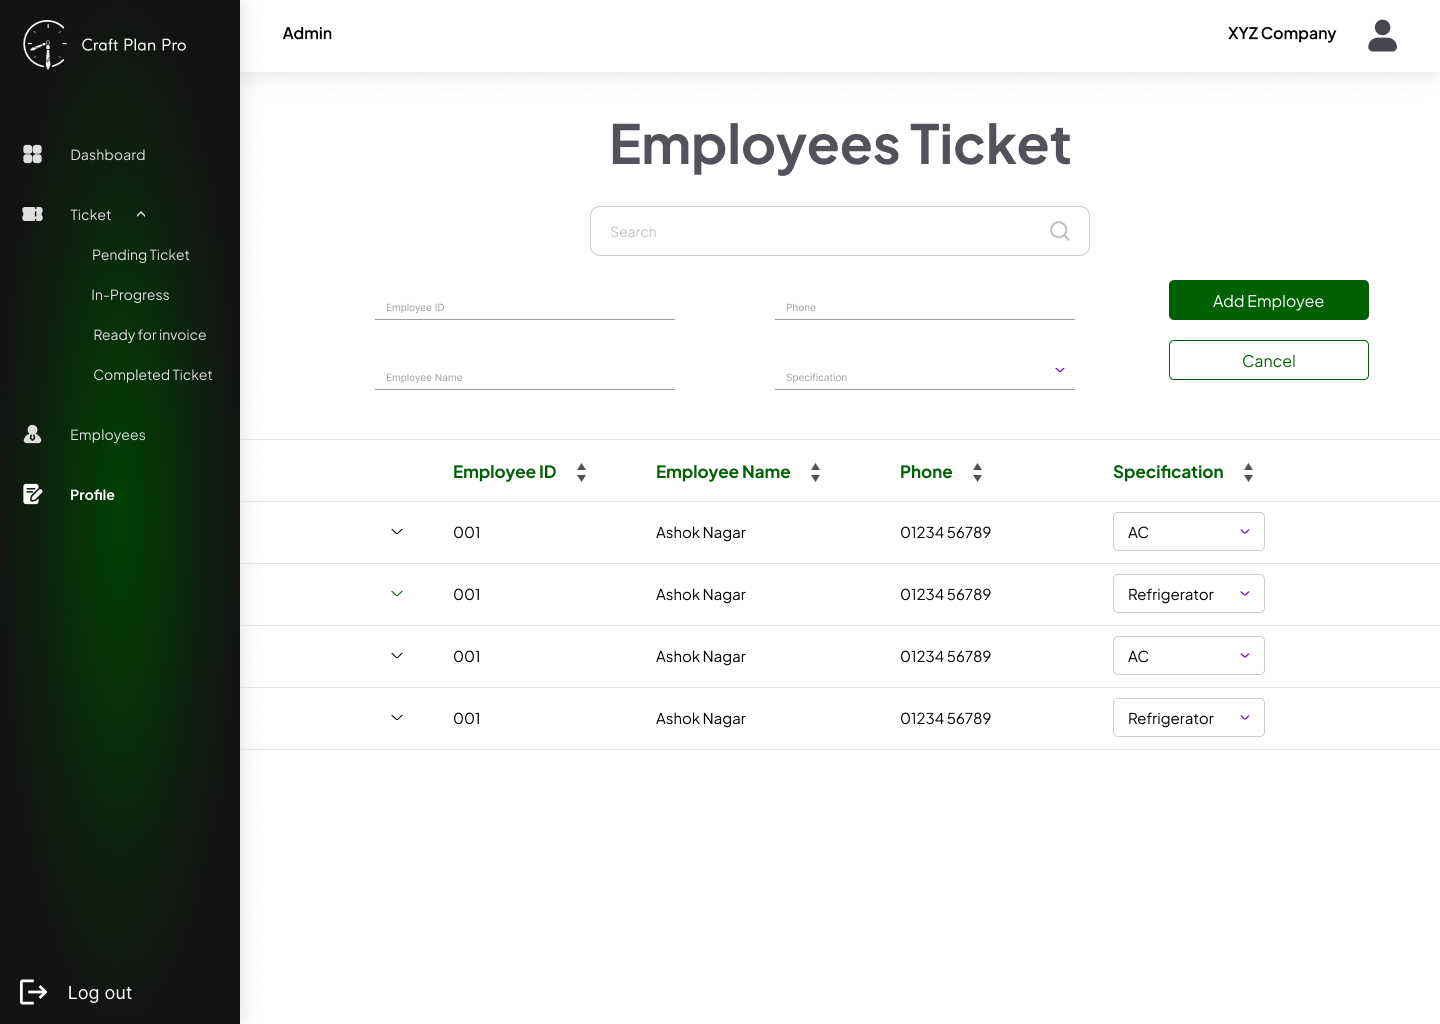 Craft Plan Pro
Admin
XYZ Company
Dashboard
Ticket
Pending Ticket
In-Progress
Ready for invoice
Completed Ticket
Employees
Profile
Log out
Employees Ticket
Search
Employee ID
Phone
Add Employee
Employee Name
Specification
Cancel
Employee ID Employee Name Phone Specification
001 Ashok Nagar 01234 56789 AC
001 Ashok Nagar 01234 56789 Refrigerator
001 Ashok Nagar 01234 56789 AC
001 Ashok Nagar 01234 56789 Refrigerator